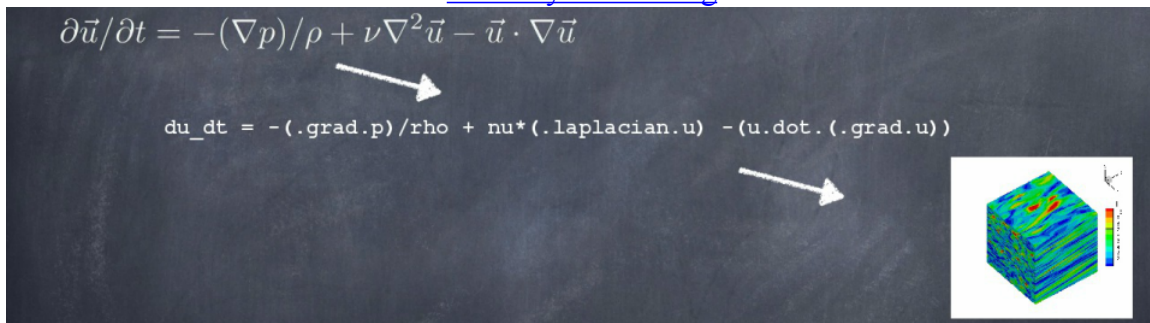 ∂u⃗/∂t = −(∇p)/ρ + ν∇²u⃗ − u⃗ · ∇u⃗
du_dt = -(.grad.p)/rho + nu*(.laplacian.u) -(u.dot.(.grad.u))